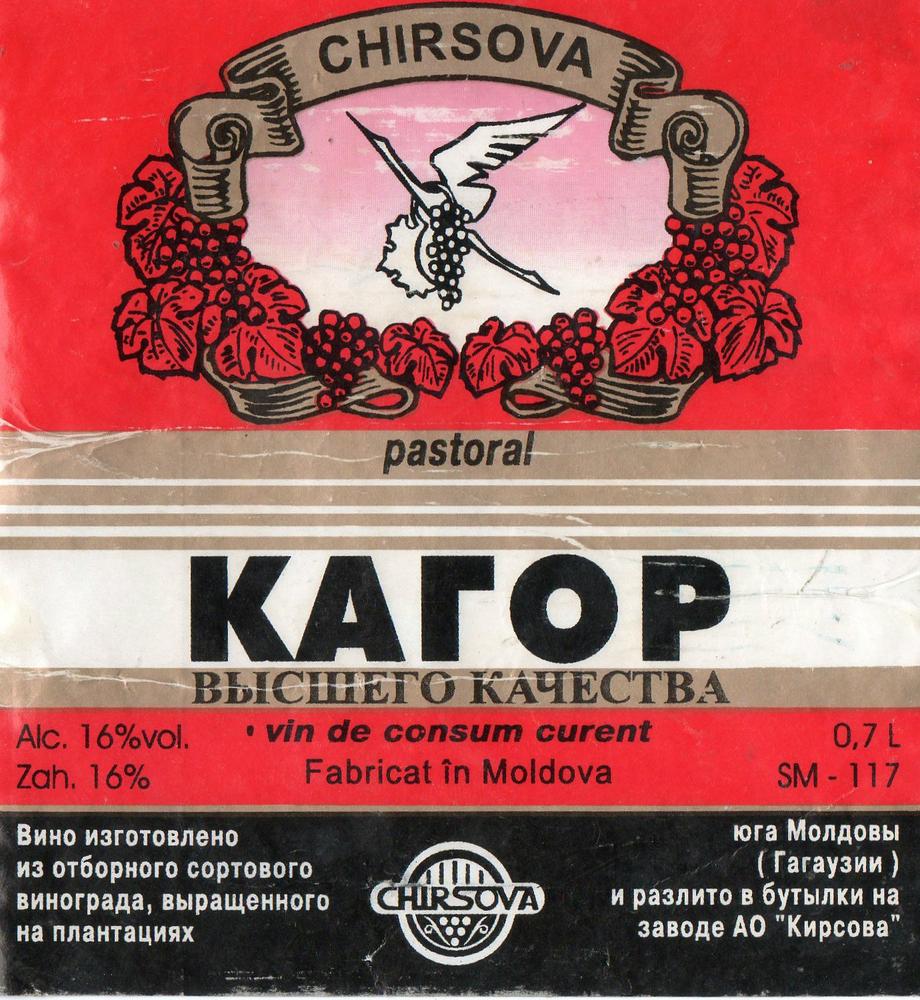 CHIRSOVA
pastoral
КАГОР
ВЫСШЕГО КАЧЕСТВА
Alc. 16%vol.
Zah. 16%
vin de consum curent
Fabricat în Moldova
0,7 L
SM - 117
Вино изготовлено
из отборного сортового
винограда, выращенного
на плантациях
CHIRSOVA
юга Молдовы
( Гагаузии )
и разлито в бутылки на
заводе АО "Кирсова"